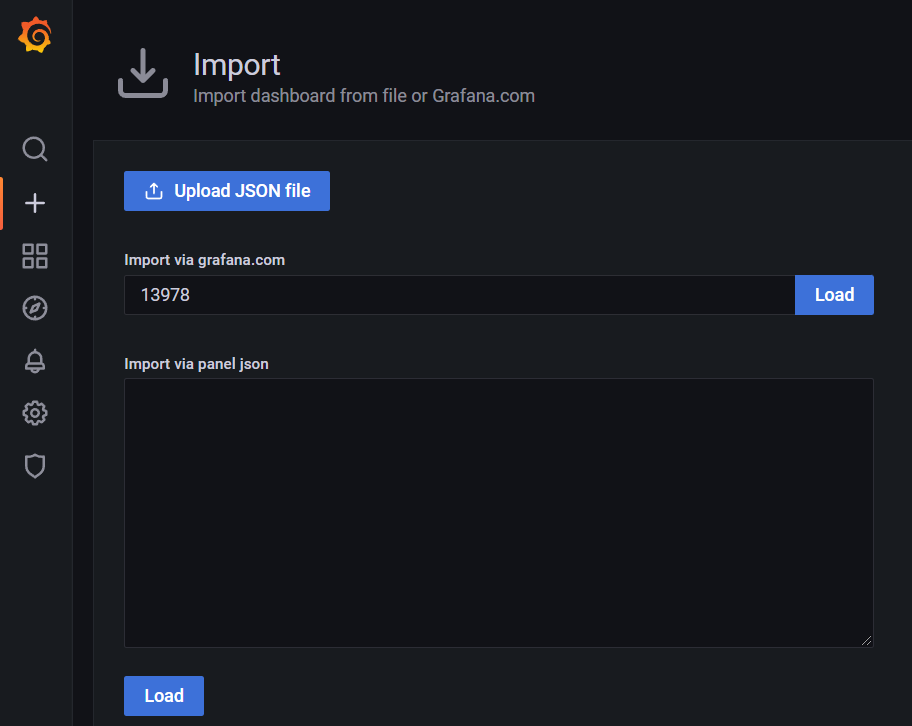 Import
Import dashboard from file or Grafana.com
Upload JSON file
Import via grafana.com
13978
Load
Import via panel json
Load